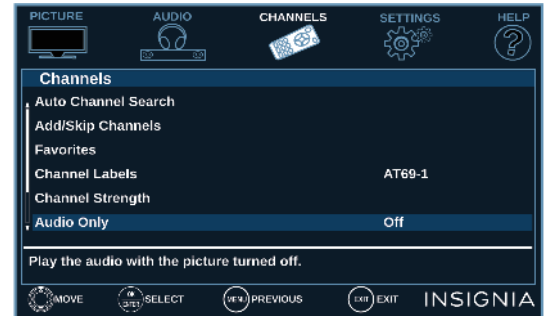 PICTURE AUDIO CHANNELS SETTINGS HELP
Channels
Auto Channel Search
Add/Skip Channels
Favorites
Channel Labels AT69-1
Channel Strength
Audio Only Off
Play the audio with the picture turned off.
MOVE OK ENTER SELECT MENU PREVIOUS EXIT EXIT INSIGNIA